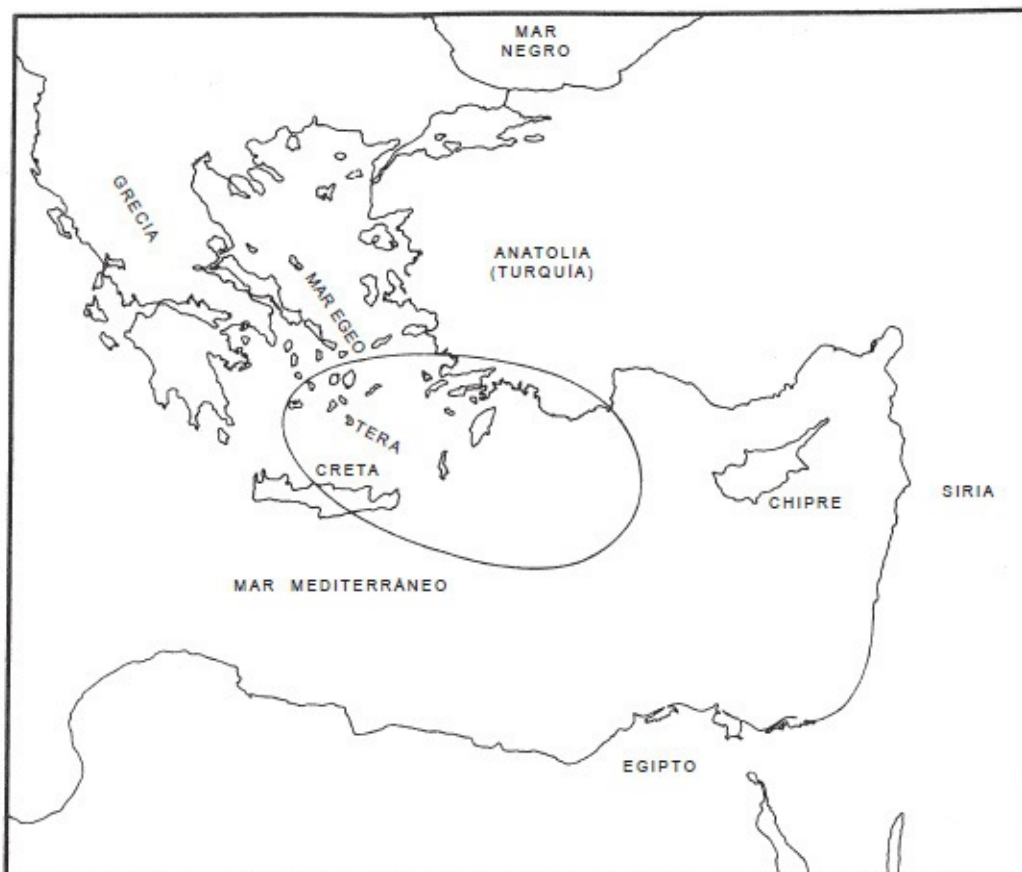 MAR
NEGRO
GRECIA
ANATOLIA
(TURQUÍA)
MAR EGEO
TERA
CRETA
CHIPRE
SIRIA
MAR MEDITERRÁNEO
EGIPTO